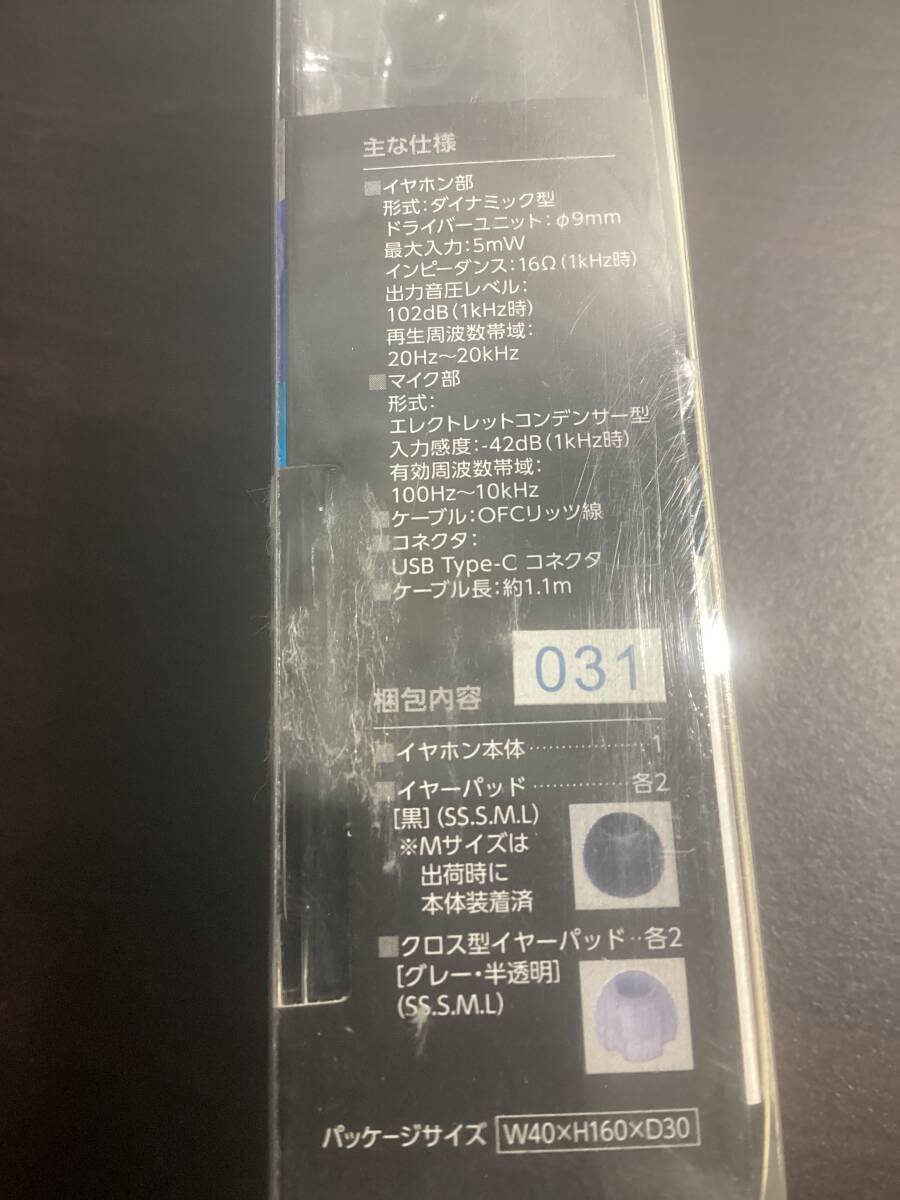 主な仕様
■イヤホン部
形式:ダイナミック型
ドライバーユニット:φ9mm
最大入力:5mW
インピーダンス:16Ω(1kHz時)
出力音圧レベル:
102dB(1kHz時)
再生周波数帯域:
20Hz〜20kHz
■マイク部
形式:
エレクトレットコンデンサー型
入力感度:-42dB(1kHz時)
有効周波数帯域:
100Hz〜10kHz
■ケーブル:OFCリッツ線
■コネクタ:
USB Type-C コネクタ
■ケーブル長:約1.1m
031
梱包内容
■イヤホン本体………………1
■イヤーパッド……………各2
[黒](SS.S.M.L)
※Mサイズは
出荷時に
本体装着済
■クロス型イヤーパッド‥各2
[グレー・半透明]
(SS.S.M.L)
パッケージサイズ W40×H160×D30